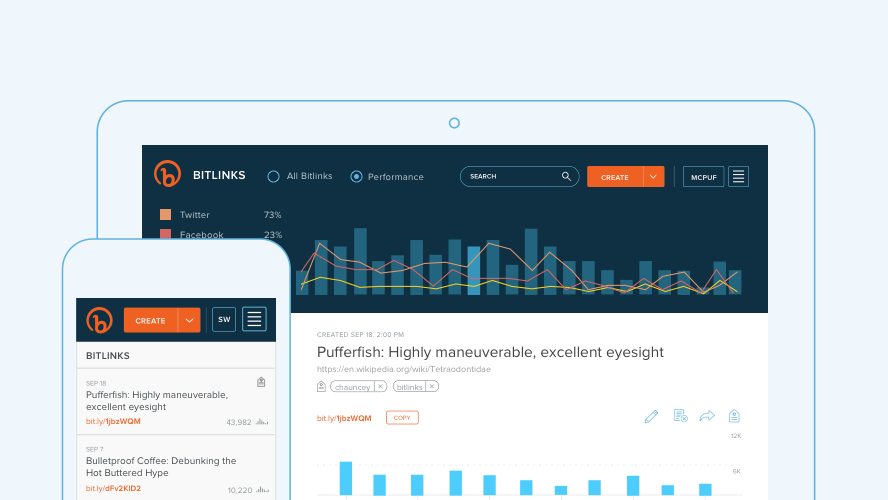 BITLINKS
All Bitlinks
Performance
SEARCH
CREATE
MCPUF
Twitter 73%
Facebook 23%
CREATED SEP 18, 2:00 PM
Pufferfish: Highly maneuverable, excellent eyesight
https://en.wikipedia.org/wiki/Tetraodontidae
chauncey × bitlinks ×
bit.ly/1jbzWQM COPY
12K
6K
CREATE
SW
BITLINKS
SEP 18
Pufferfish: Highly maneuverable,
excellent eyesight
bit.ly/1jbzWQM 43,982
SEP 7
Bulletproof Coffee: Debunking the
Hot Buttered Hype
bit.ly/dFv2KlD2 10,220